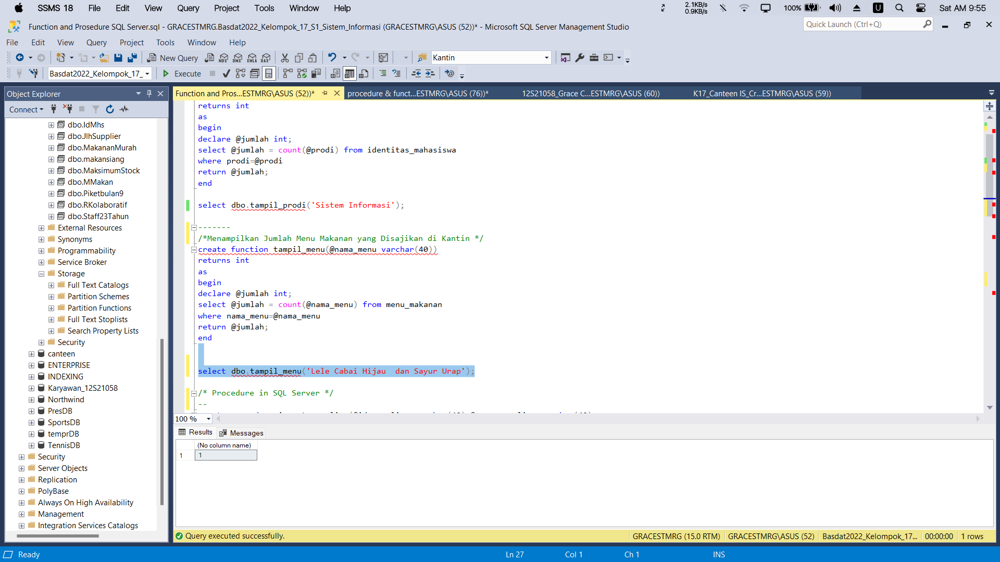 SSMS 18 File Edit View Query Project Tools Window Help
2.1KB/s
0.9KB/s
100% U Sat AM 9:55
Function and Prosedure SQL Server.sql - GRACESTMRG.Basdat2022_Kelompok_17_S1_Sistem_Informasi (GRACESTMRG\ASUS (52))* - Microsoft SQL Server Management Studio
Quick Launch (Ctrl+Q)
File Edit View Query Project Tools Window Help
New Query MDX DMX XMLA DAX Kantin
Basdat2022_Kelompok_17_ Execute
Object Explorer
Connect
dbo.IdMhs
dbo.JlhSupplier
dbo.MakananMurah
dbo.makansiang
dbo.MaksimumStock
dbo.MMakan
dbo.Piketbulan9
dbo.RKolaboratif
dbo.Staff23Tahun
External Resources
Synonyms
Programmability
Service Broker
Storage
Full Text Catalogs
Partition Schemes
Partition Functions
Full Text Stoplists
Search Property Lists
Security
canteen
ENTERPRISE
INDEXING
Karyawan_12S21058
Northwind
PresDB
SportsDB
temprDB
TennisDB
Security
Server Objects
Replication
PolyBase
Always On High Availability
Management
Integration Services Catalogs
Function and Pros...ESTMRG\ASUS (52))* procedure & funct...ESTMRG\ASUS (76))* 12S21058_Grace C...ESTMRG\ASUS (60)) K17_Canteen IS_Cr...ESTMRG\ASUS (59))
returns int
as
begin
declare @jumlah int;
select @jumlah = count(@prodi) from identitas_mahasiswa
where prodi=@prodi
return @jumlah;
end
select dbo.tampil_prodi('Sistem Informasi');
-------
/*Menampilkan Jumlah Menu Makanan yang Disajikan di Kantin */
create function tampil_menu(@nama_menu varchar(40))
returns int
as
begin
declare @jumlah int;
select @jumlah = count(@nama_menu) from menu_makanan
where nama_menu=@nama_menu
return @jumlah;
end
select dbo.tampil_menu('Lele Cabai Hijau  dan Sayur Urap');
/* Procedure in SQL Server */
--
100 %
Results Messages
(No column name)
1 1
Query executed successfully. GRACESTMRG (15.0 RTM) GRACESTMRG\ASUS (52) Basdat2022_Kelompok_17... 00:00:00 1 rows
Ready Ln 27 Col 1 Ch 1 INS